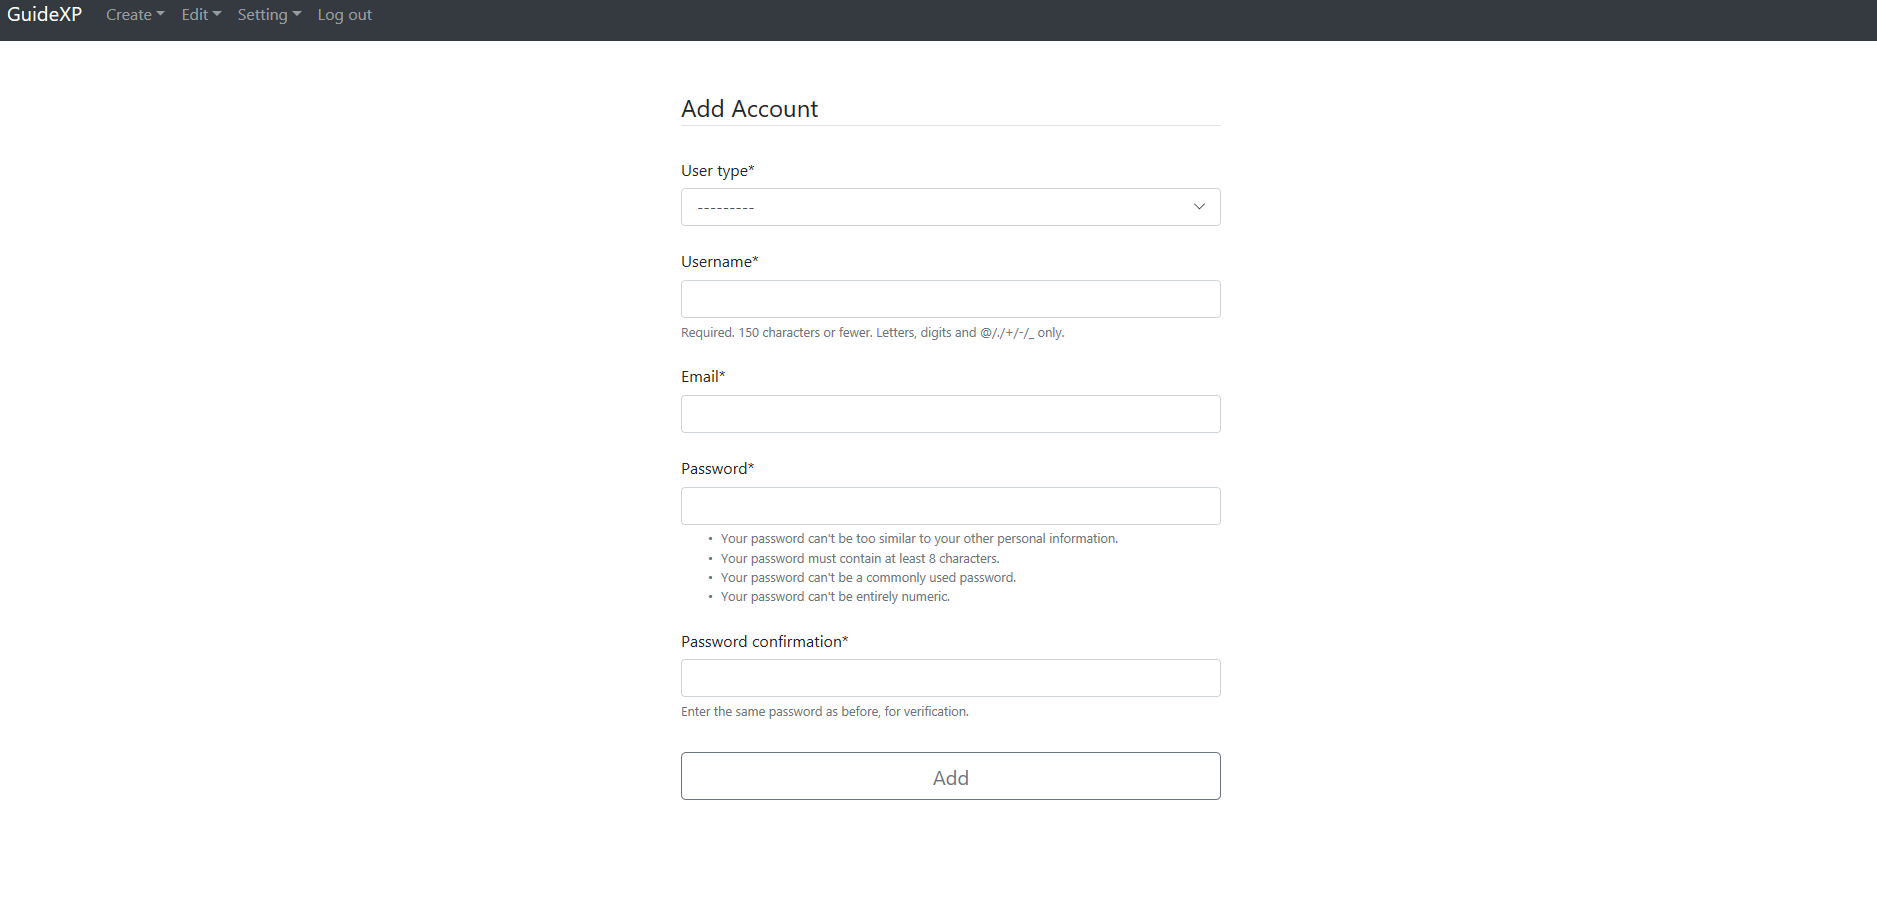 GuideXP Create Edit Setting Log out
Add Account
User type*
---------
Username*
Required. 150 characters or fewer. Letters, digits and @/./+/-/_ only.
Email*
Password*
• Your password can't be too similar to your other personal information.
• Your password must contain at least 8 characters.
• Your password can't be a commonly used password.
• Your password can't be entirely numeric.
Password confirmation*
Enter the same password as before, for verification.
Add